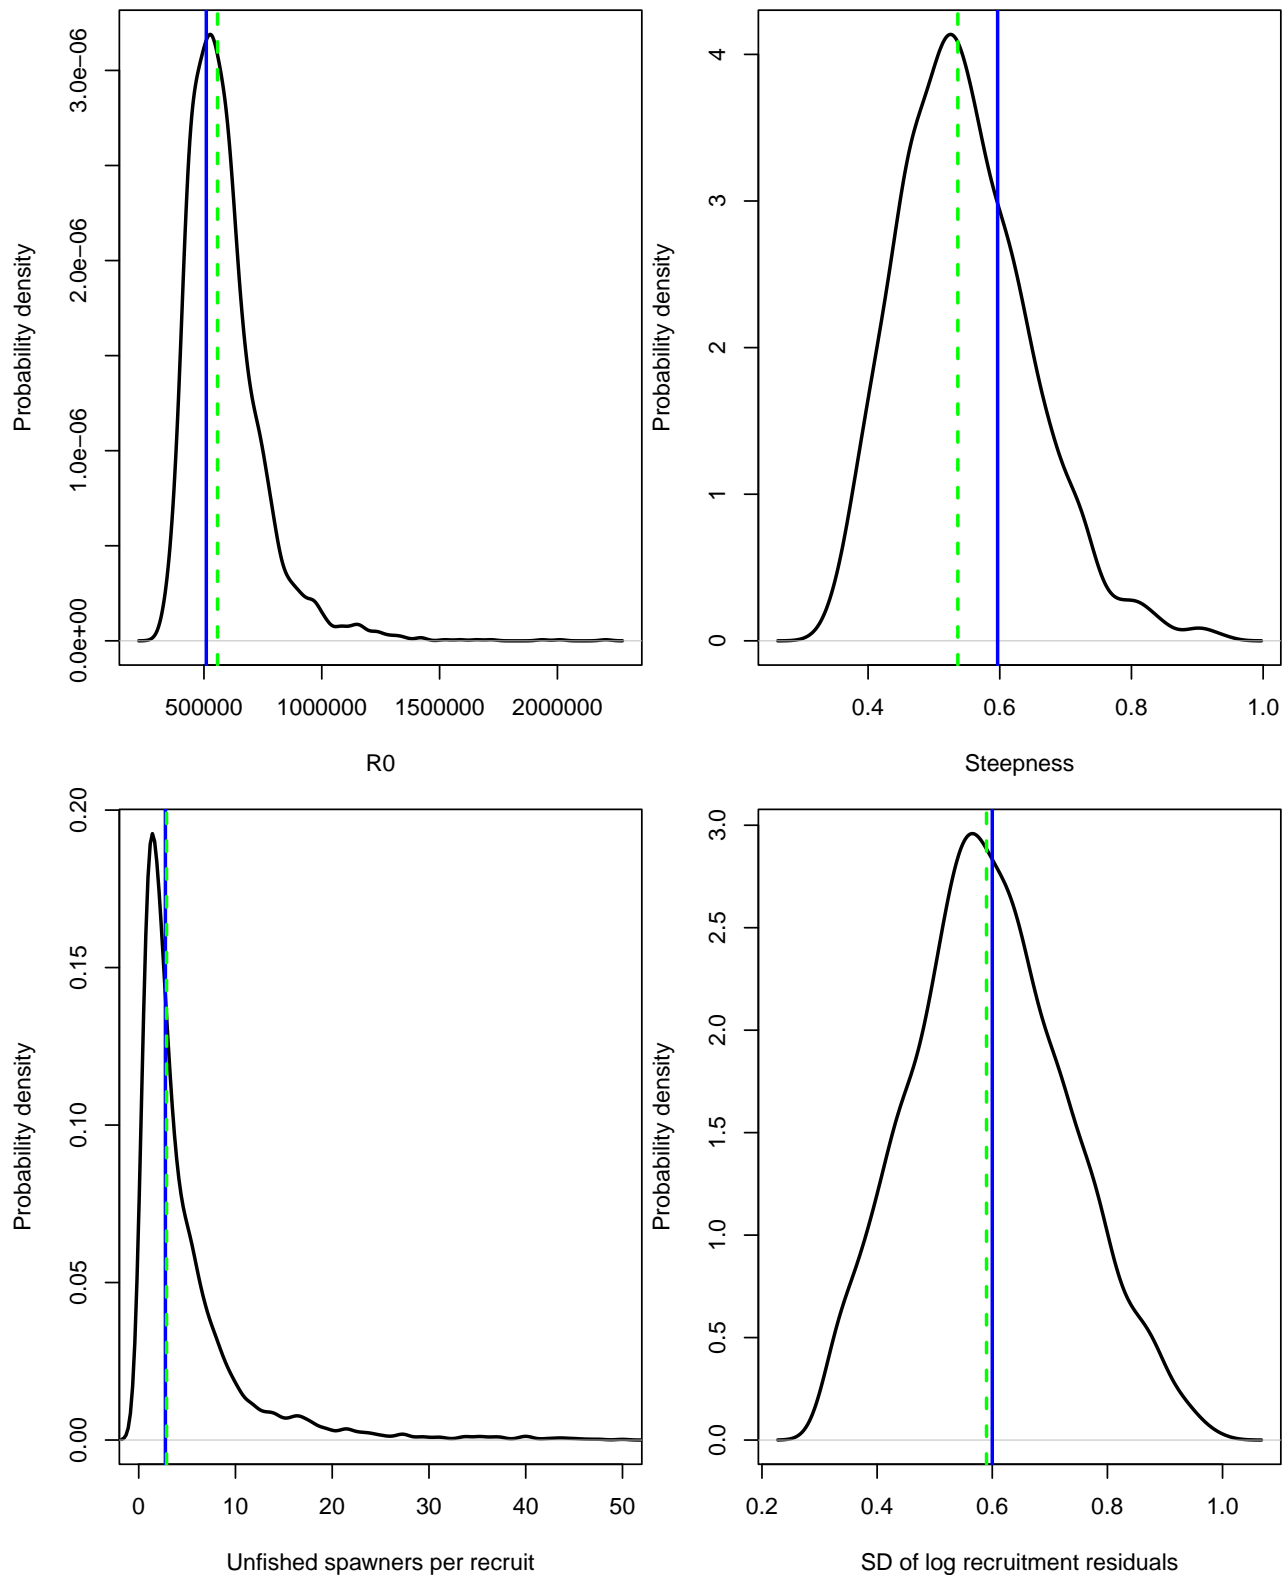 Probability density
0.0e+00 1.0e−06 2.0e−06 3.0e−06
500000 1000000 1500000 2000000
R0
Probability density
0 1 2 3 4
0.4 0.6 0.8 1.0
Steepness
Probability density
0.00 0.05 0.10 0.15 0.20
0 10 20 30 40 50
Unfished spawners per recruit
Probability density
0.0 0.5 1.0 1.5 2.0 2.5 3.0
0.2 0.4 0.6 0.8 1.0
SD of log recruitment residuals